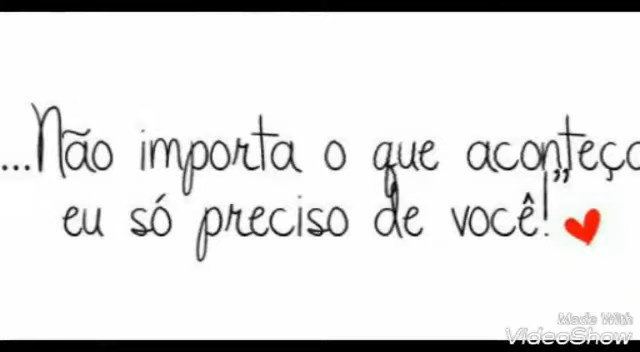 ...Não importa o que aconteça
eu só preciso de você!”
Made With
VideoShow